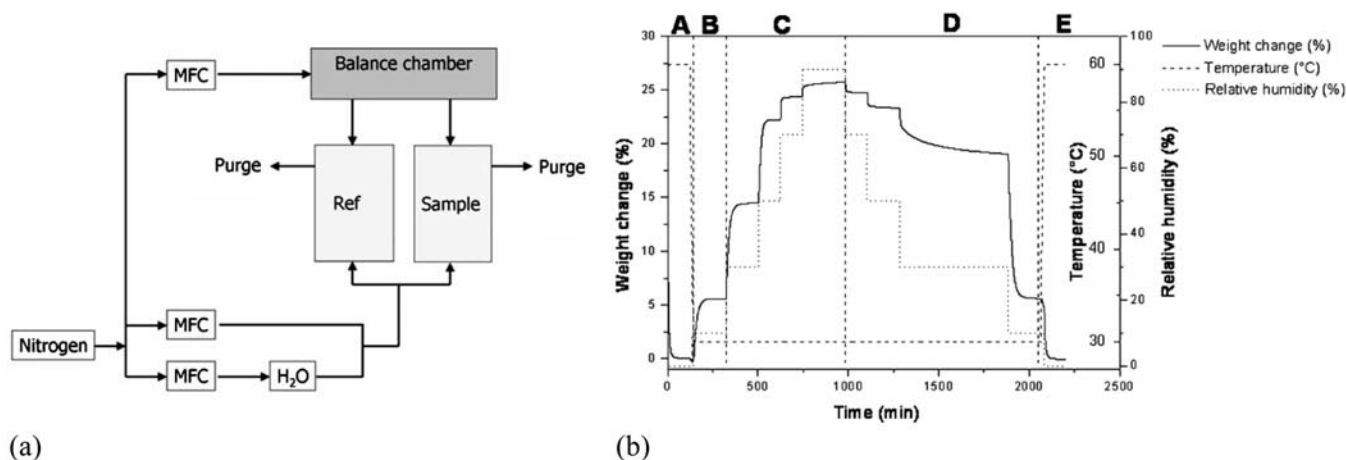 MFC
Balance chamber
Purge
Purge
Ref
Sample
MFC
Nitrogen
MFC
H₂O
(a)
A B C D E
30
25
20
15
10
5
0
Weight change (%)
0 500 1000 1500 2000 2500
Time (min)
60
50
40
30
Temperature (°C)
100
80
60
40
20
0
Relative humidity (%)
Weight change (%)
Temperature (°C)
Relative humidity (%)
(b)